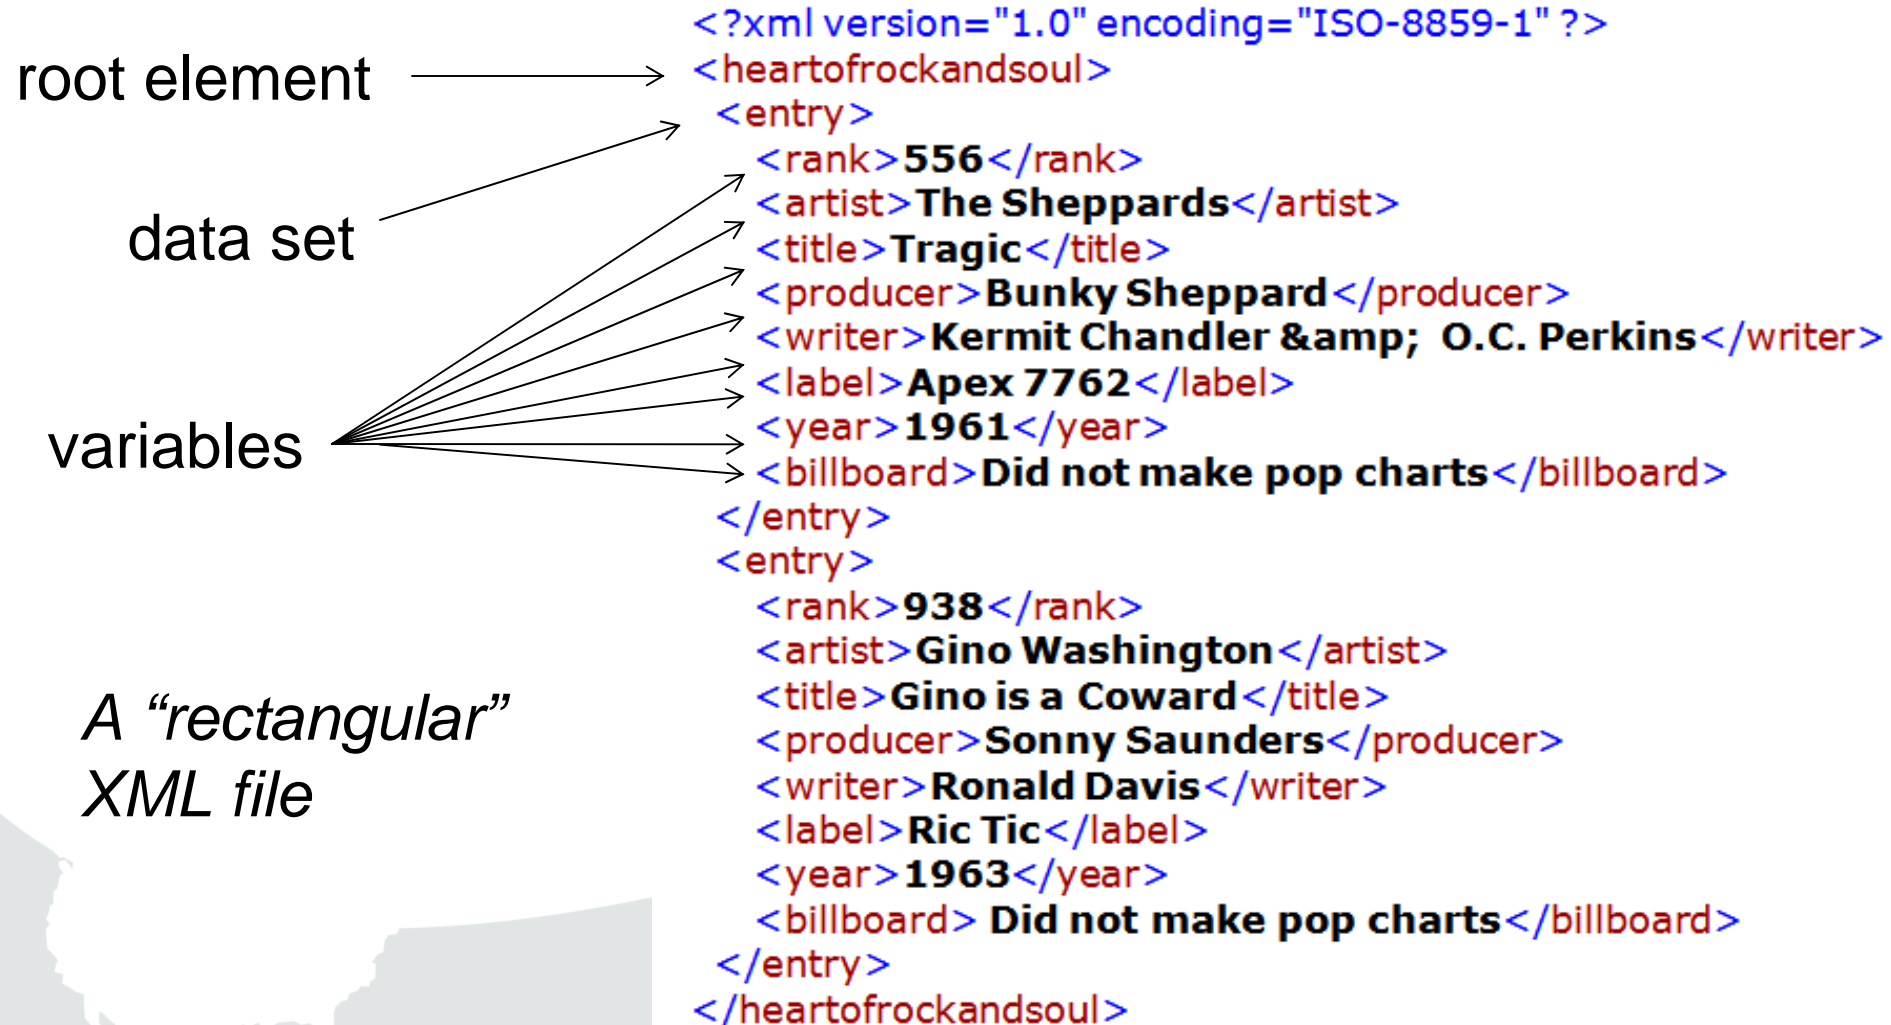 root element
data set
variables
A “rectangular”
XML file
<?xml version="1.0" encoding="ISO-8859-1" ?>
<heartofrockandsoul>
<entry>
<rank>556</rank>
<artist>The Sheppards</artist>
<title>Tragic</title>
<producer>Bunky Sheppard</producer>
<writer>Kermit Chandler &amp; O.C. Perkins</writer>
<label>Apex 7762</label>
<year>1961</year>
<billboard>Did not make pop charts</billboard>
</entry>
<entry>
<rank>938</rank>
<artist>Gino Washington</artist>
<title>Gino is a Coward</title>
<producer>Sonny Saunders</producer>
<writer>Ronald Davis</writer>
<label>Ric Tic</label>
<year>1963</year>
<billboard> Did not make pop charts</billboard>
</entry>
</heartofrockandsoul>